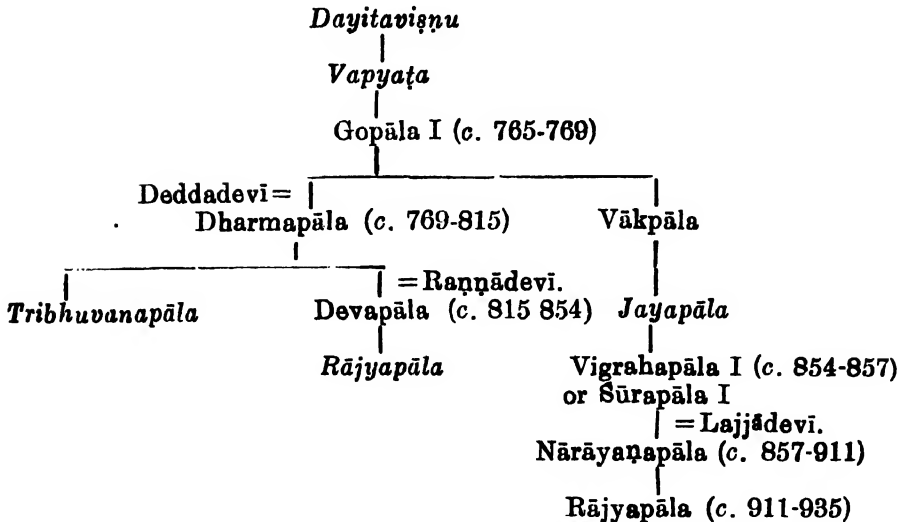 Dayitaviṣṇu
Vapyaṭa
Gopāla I (c. 765-769)
Deddadevī=
Dharmapāla (c. 769-815) Vākpāla
=Raṇṇādevī.
Tribhuvanapāla Devapāla (c. 815 854) Jayapāla
Rājyapāla Vigrahapāla I (c. 854-857)
or Śūrapāla I
=Lajjādevī.
Nārāyaṇapāla (c. 857-911)
Rājyapāla (c. 911-935)